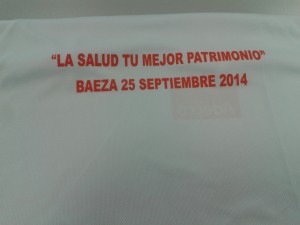 "LA SALUD TU MEJOR PATRIMONIO"
BAEZA 25 SEPTIEMBRE 2014